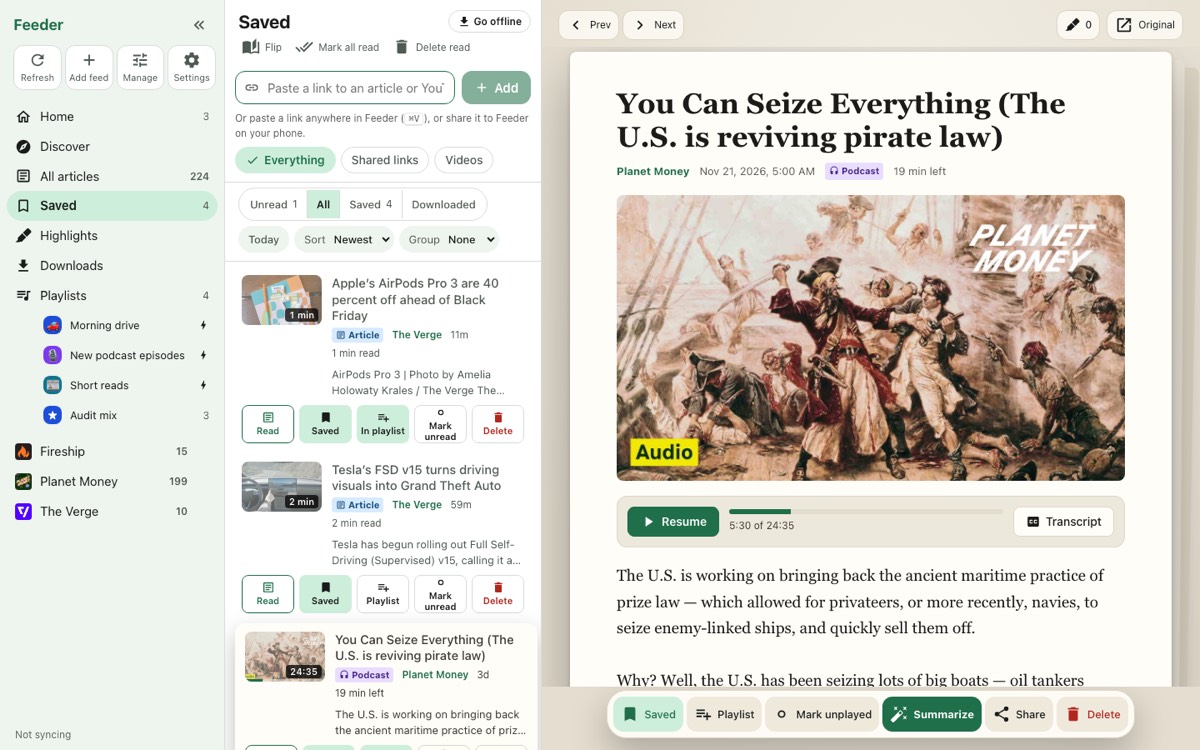 Feeder
Refresh
Add feed
Manage
Settings
Home 3
Discover
All articles 224
Saved 4
Highlights
Downloads
Playlists 4
Morning drive
New podcast episodes
Short reads
Audit mix 3
Fireship 15
Planet Money 199
The Verge 10
Not syncing
Saved
Go offline
Flip
Mark all read
Delete read
Paste a link to an article or You
+ Add
Or paste a link anywhere in Feeder (⌘V), or share it to Feeder
on your phone.
Everything
Shared links
Videos
Unread 1
All
Saved 4
Downloaded
Today
Sort Newest
Group None
1 min
Apple's AirPods Pro 3 are 40
percent off ahead of Black
Friday
Article The Verge 11m
1 min read
AirPods Pro 3 | Photo by Amelia
Holowaty Krales / The Verge The…
Read
Saved
In playlist
Mark
unread
Delete
2 min
Tesla's FSD v15 turns driving
visuals into Grand Theft Auto
Article The Verge 59m
2 min read
Tesla has begun rolling out Full Self-
Driving (Supervised) v15, calling it a…
Read
Saved
Playlist
Mark
unread
Delete
24:35
You Can Seize Everything (The
U.S. is reviving pirate law)
Podcast Planet Money 3d
19 min left
The U.S. is working on bringing back
the ancient maritime practice of priz…
Prev
Next
0
Original
You Can Seize Everything (The
U.S. is reviving pirate law)
Planet Money Nov 21, 2026, 5:00 AM Podcast 19 min left
PLANET
MONEY
Audio
Resume
5:30 of 24:35
Transcript
The U.S. is working on bringing back the ancient maritime practice of
prize law — which allowed for privateers, or more recently, navies, to
seize enemy-linked ships, and quickly sell them off.
Why? Well, the U.S. has been seizing lots of big boats — oil tankers
Saved
Playlist
Mark unplayed
Summarize
Share
Delete